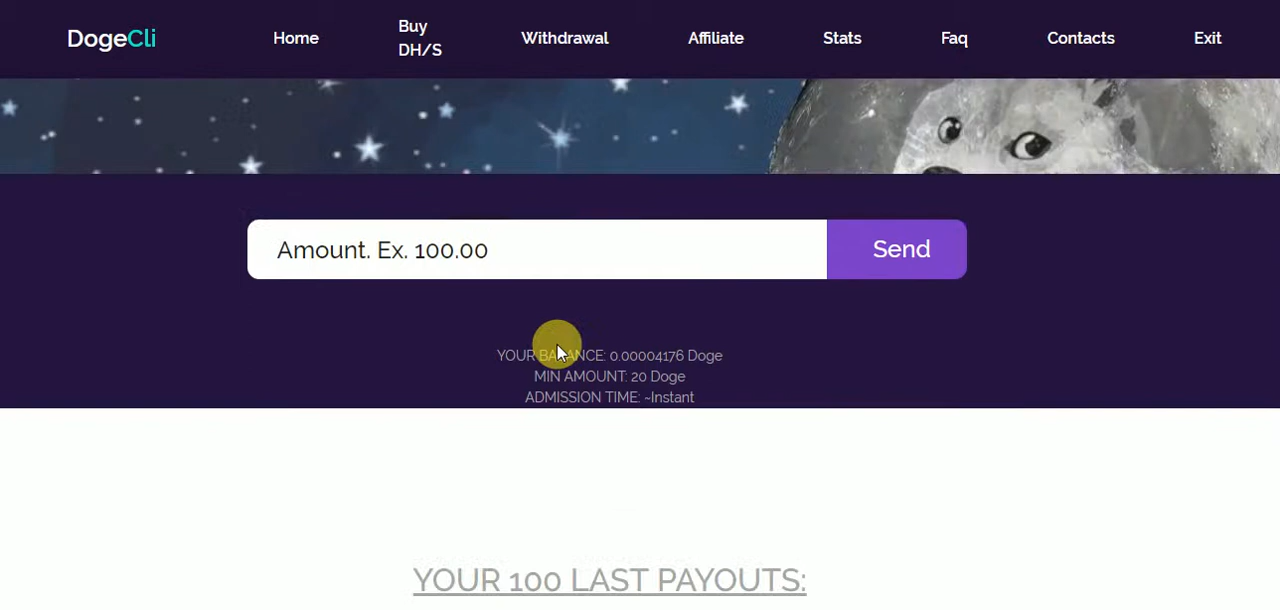 DogeCli
Home
Buy
DH/S
Withdrawal
Affiliate
Stats
Faq
Contacts
Exit
Amount. Ex. 100.00
Send
YOUR BALANCE: 0.00004176 Doge
MIN AMOUNT: 20 Doge
ADMISSION TIME: ~Instant
YOUR 100 LAST PAYOUTS: